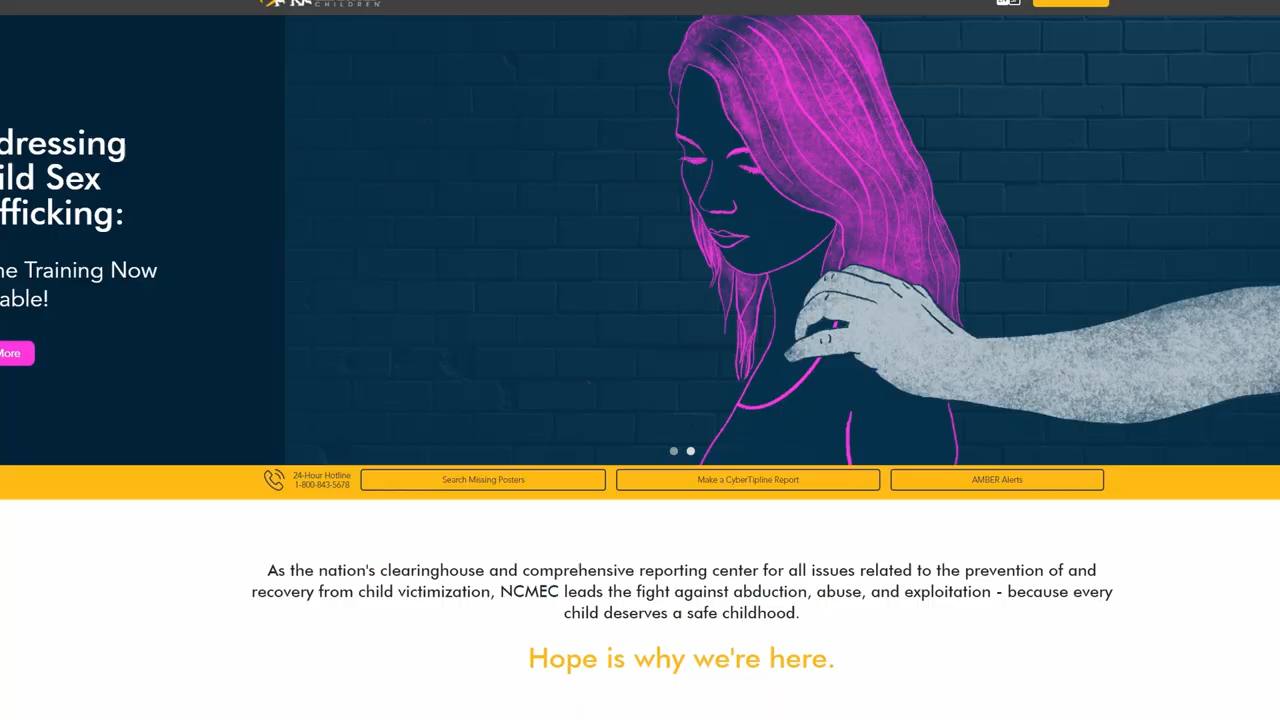 CHILDREN
dressing
ild Sex
fficking:
ne Training Now
able!
More
24-Hour Hotline
1-800-843-5678
Search Missing Posters
Make a CyberTipline Report
AMBER Alerts
As the nation's clearinghouse and comprehensive reporting center for all issues related to the prevention of and
recovery from child victimization, NCMEC leads the fight against abduction, abuse, and exploitation - because every
child deserves a safe childhood.
Hope is why we're here.